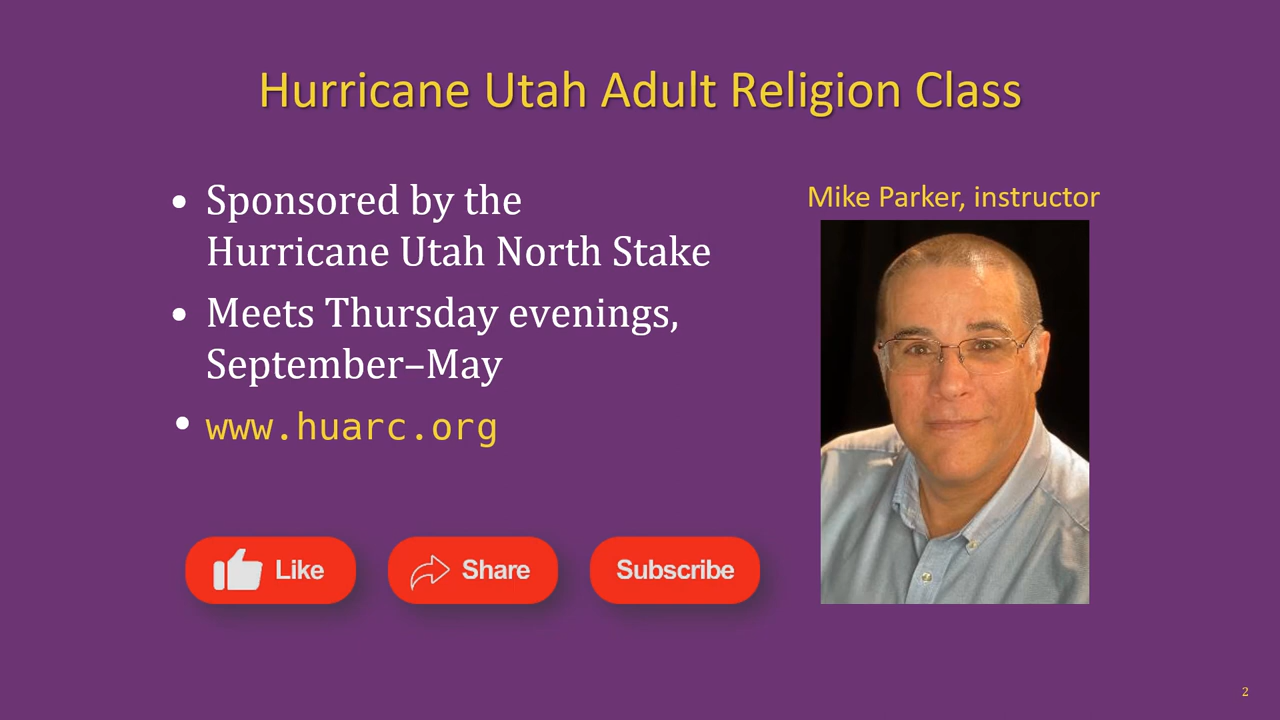 Hurricane Utah Adult Religion Class
• Sponsored by the
Hurricane Utah North Stake
• Meets Thursday evenings,
September–May
• www.huarc.org
Mike Parker, instructor
Like
Share
Subscribe
2